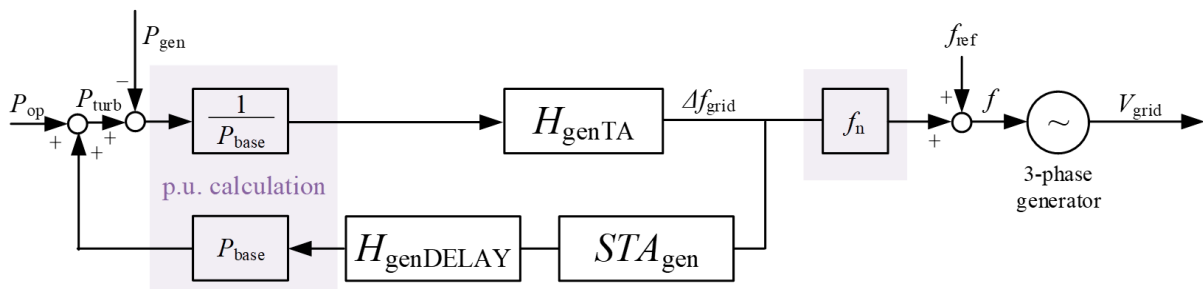 P_gen
f_ref
P_op
P_turb
−
+
+
+
1
P_base
H_genTA
Δf_grid
f_n
+
+
f
~
V_grid
3-phase
generator
p.u. calculation
P_base
H_genDELAY
STA_gen